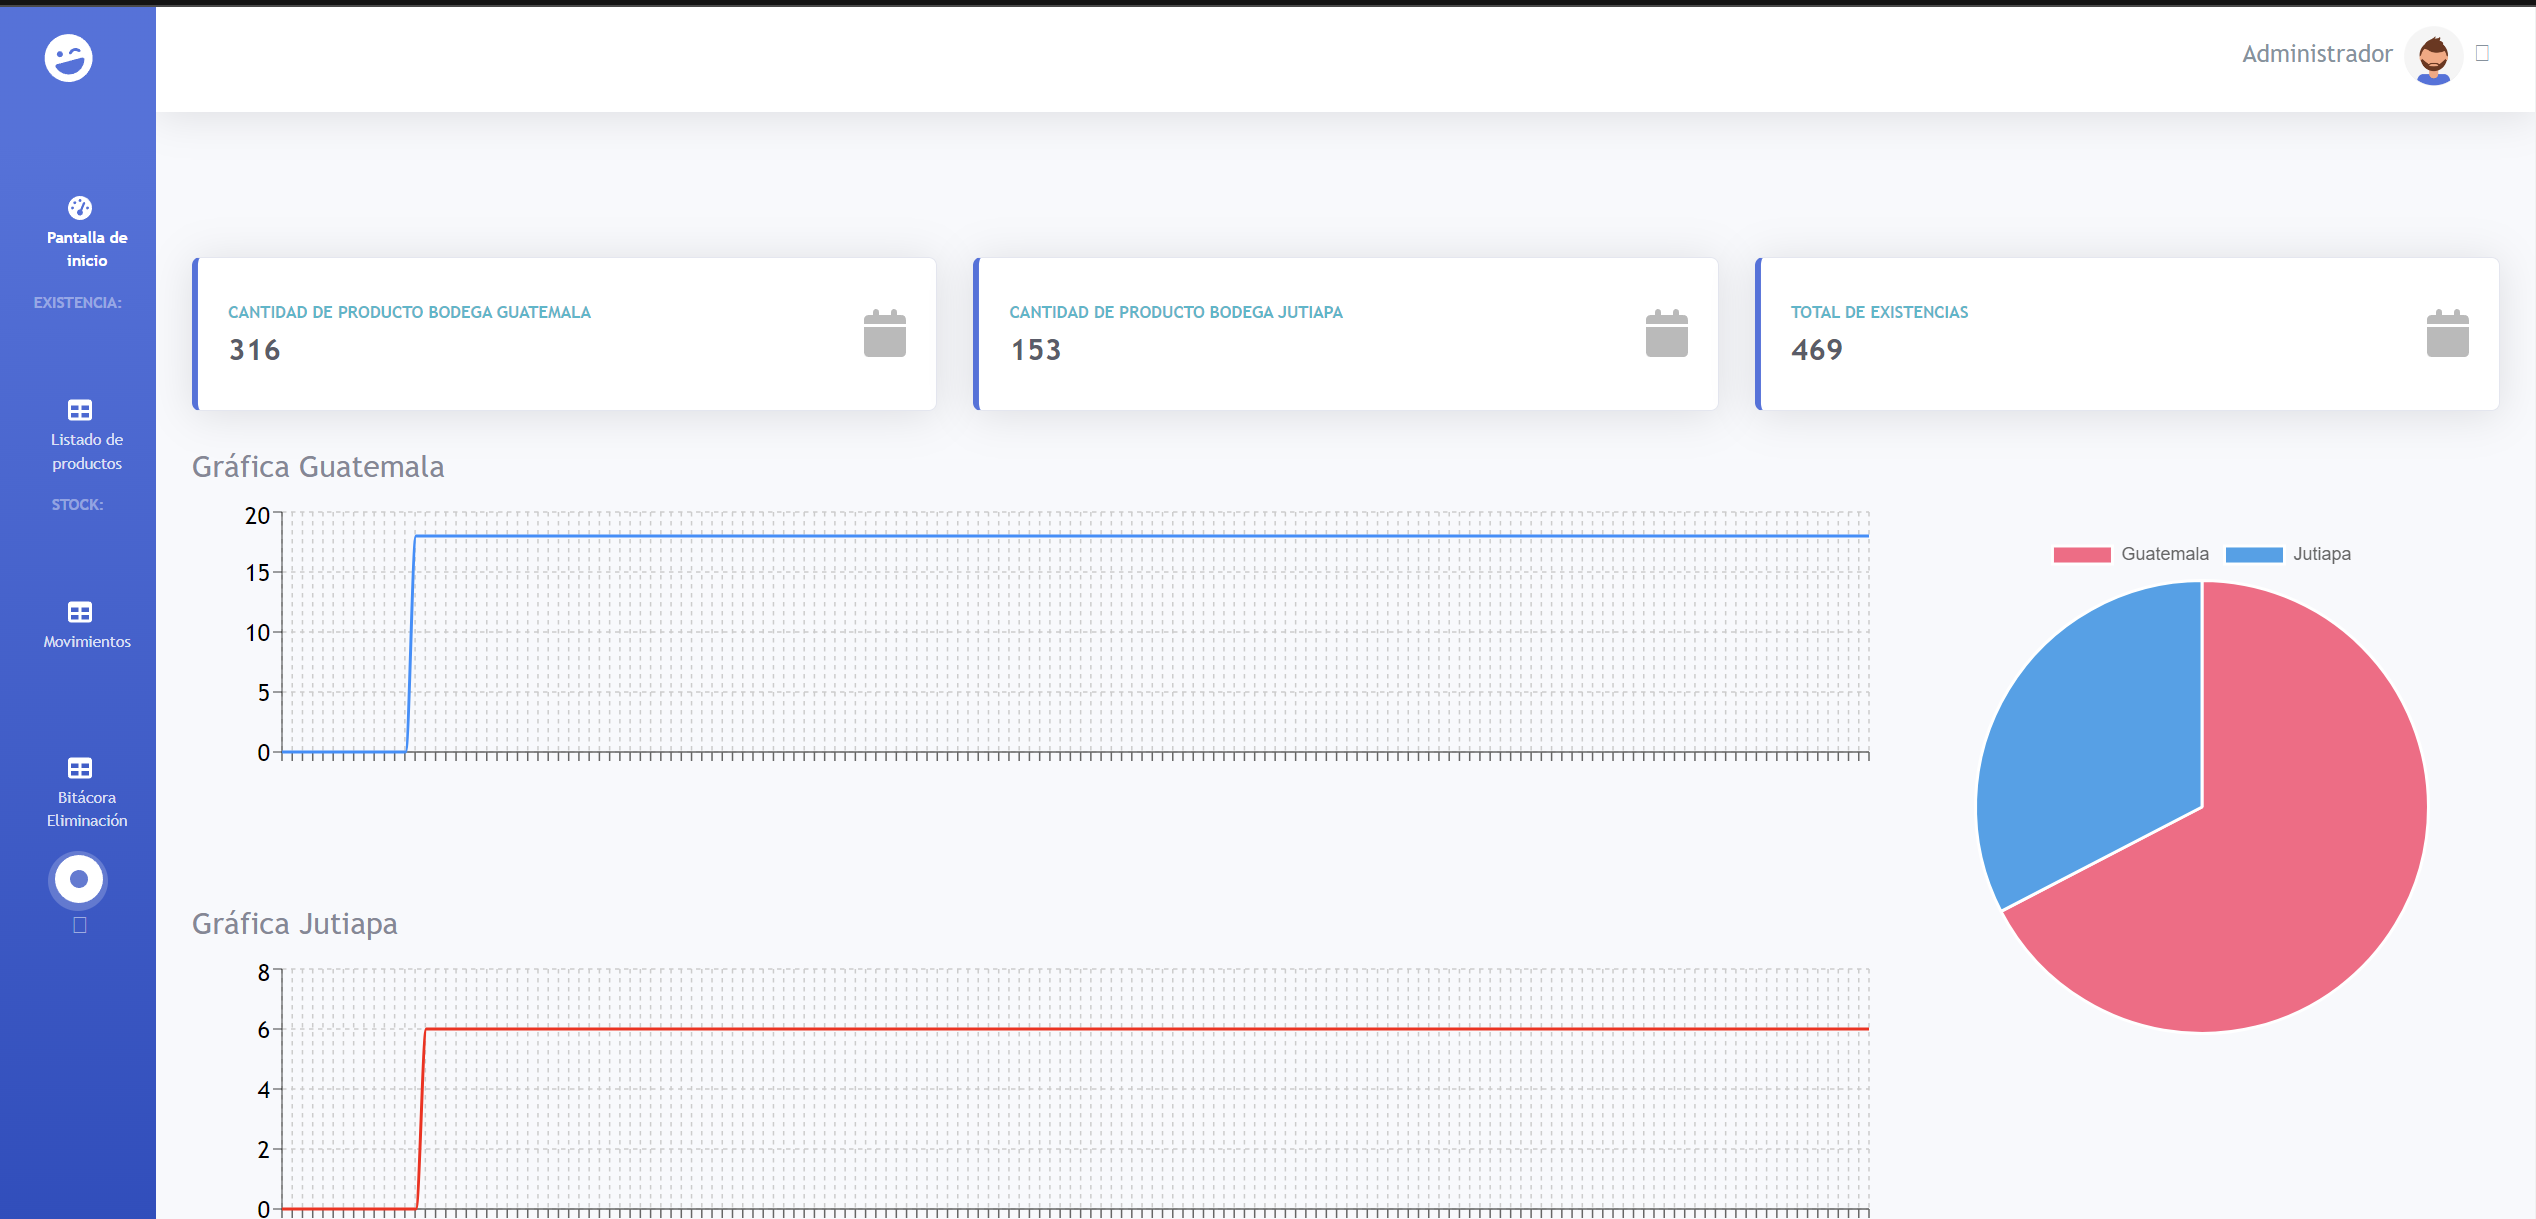 Administrador
Pantalla de
inicio
EXISTENCIA:
Listado de
productos
STOCK:
Movimientos
Bitácora
Eliminación
CANTIDAD DE PRODUCTO BODEGA GUATEMALA
316
CANTIDAD DE PRODUCTO BODEGA JUTIAPA
153
TOTAL DE EXISTENCIAS
469
Gráfica Guatemala
20
15
10
5
0
Guatemala Jutiapa
Gráfica Jutiapa
8
6
4
2
0